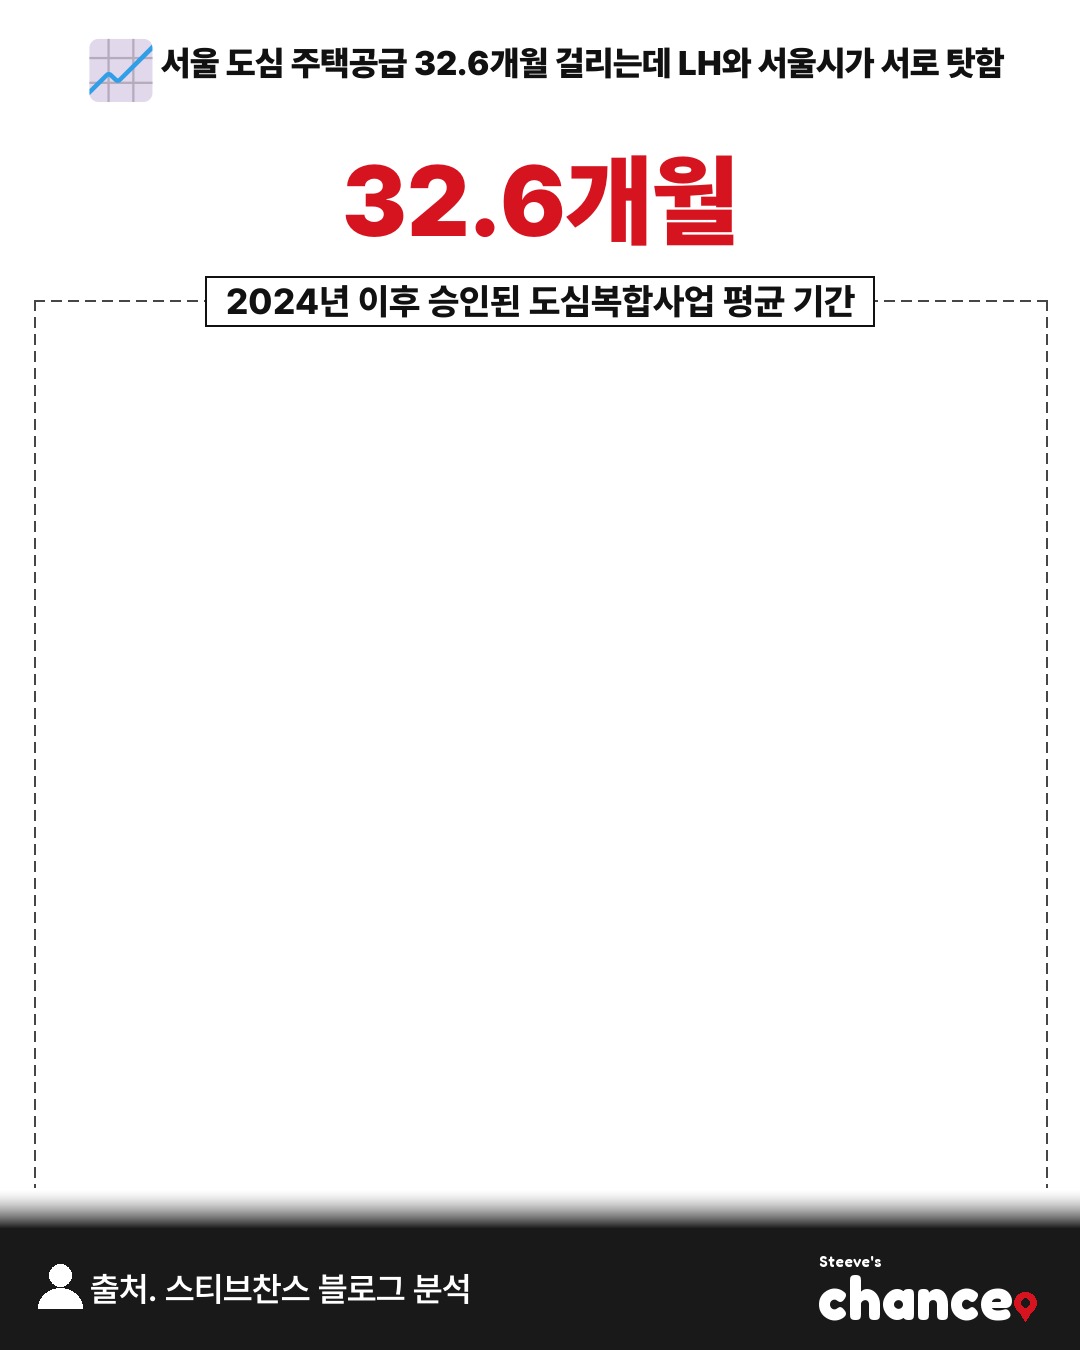 서울 도심 주택공급 32.6개월 걸리는데 LH와 서울시가 서로 탓함
32.6개월
2024년 이후 승인된 도심복합사업 평균 기간
출처. 스티브찬스 블로그 분석
Steeve's
chance